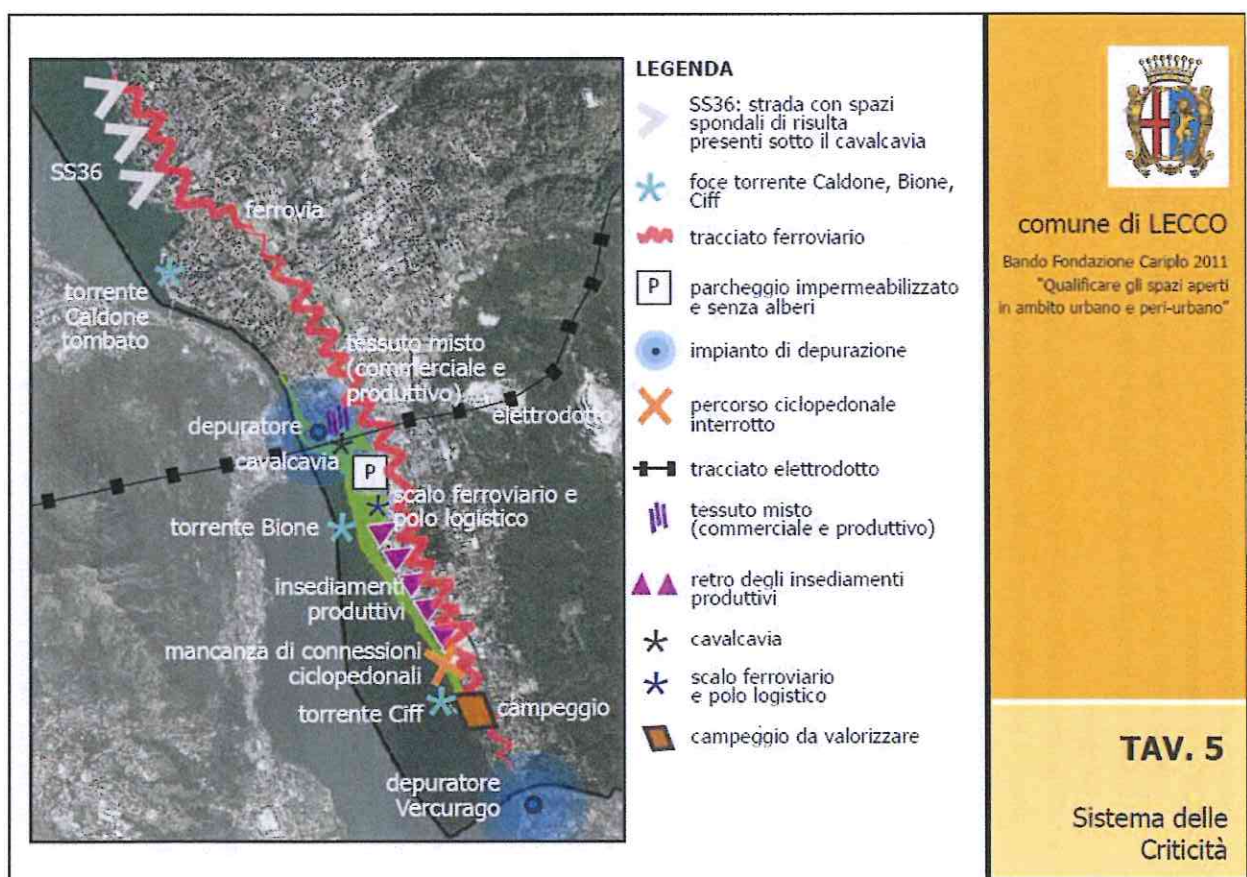 SS36
ferrovia
torrente
Caldone
tombato
tessuto misto
(commerciale e
produttivo)
depuratore
elettrodotto
cavalcavia
P
scalo ferroviario e
polo logistico
torrente Bione
insediamenti
produttivi
mancanza di connessioni
ciclopedonali
torrente Ciff
campeggio
depuratore
Vercurago
LEGENDA
SS36: strada con spazi
spondali di risulta
presenti sotto il cavalcavia
foce torrente Caldone, Bione,
Ciff
tracciato ferroviario
P
parcheggio impermeabilizzato
e senza alberi
impianto di depurazione
percorso ciclopedonale
interrotto
tracciato elettrodotto
tessuto misto
(commerciale e produttivo)
retro degli insediamenti
produttivi
cavalcavia
scalo ferroviario
e polo logistico
campeggio da valorizzare
comune di LECCO
Bando Fondazione Cariplo 2011
"Qualificare gli spazi aperti
in ambito urbano e peri-urbano"
TAV. 5
Sistema delle
Criticità